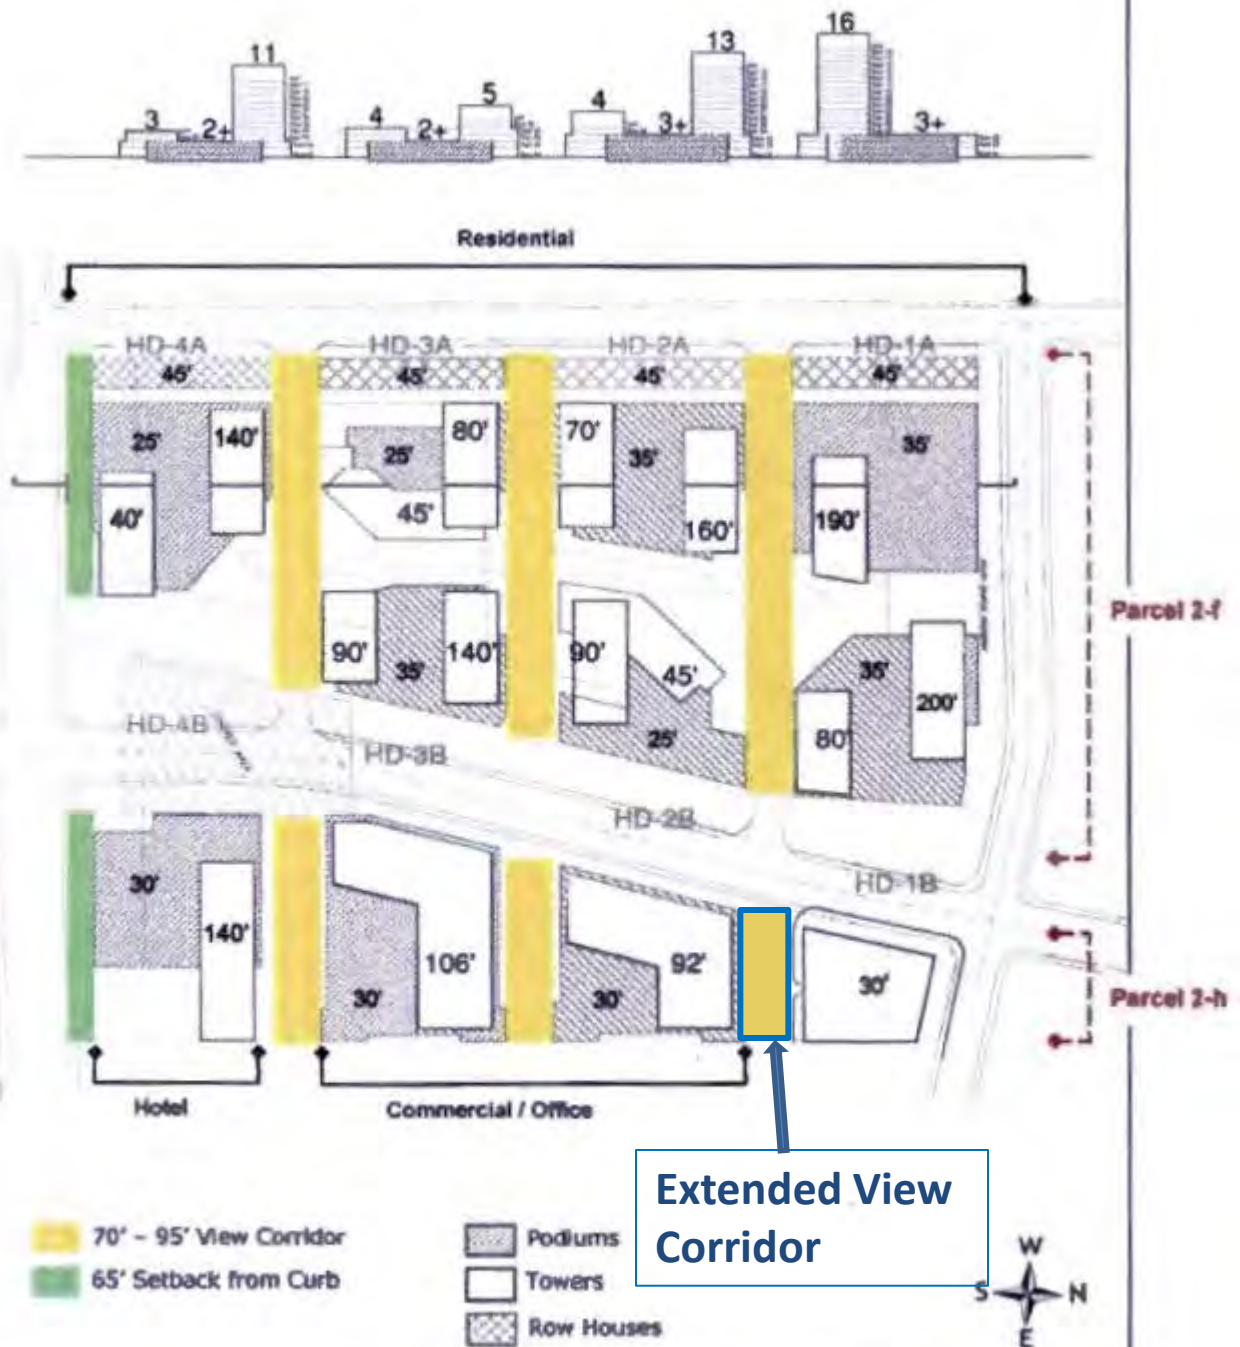 16
11
13
5
4
4
3
2+
2+
3+
3+
Residential
HD-4A
HD-3A
HD-2A
HD-1A
45'
45'
45'
45'
25'
140'
80'
70'
35'
25'
35'
40'
45'
160'
190'
Parcel 2-f
90'
35'
140'
90'
45'
35'
200'
HD-4B
HD-3B
25'
80'
HD-2B
HD-1B
30'
140'
106'
92'
30'
30'
30'
Parcel 2-h
Hotel
Commercial / Office
Extended View
Corridor
70' - 95' View Corridor
65' Setback from Curb
Podiums
Towers
Row Houses
W
S
N
E